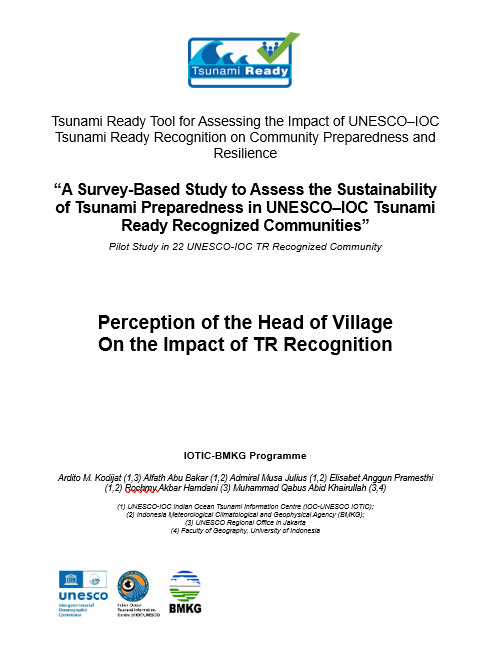 Tsunami Ready
Tsunami Ready Tool for Assessing the Impact of UNESCO–IOC
Tsunami Ready Recognition on Community Preparedness and
Resilience
“A Survey-Based Study to Assess the Sustainability
of Tsunami Preparedness in UNESCO–IOC Tsunami
Ready Recognized Communities”
Pilot Study in 22 UNESCO-IOC TR Recognized Community
Perception of the Head of Village
On the Impact of TR Recognition
IOTIC-BMKG Programme
Ardito M. Kodijat (1,3) Alfath Abu Bakar (1,2) Admiral Musa Julius (1,2) Elisabet Anggun Pramesthi
(1,2) Rochmy Akbar Hamdani (3) Muhammad Qabus Abid Khairullah (3,4)
(1) UNESCO-IOC Indian Ocean Tsunami Information Centre (IOC-UNESCO IOTIC);
(2) Indonesia Meteorological Climatological and Geophysical Agency (BMKG);
(3) UNESCO Regional Office in Jakarta
(4) Faculty of Geography, University of Indonesia
unesco
Intergovernmental
Oceanographic
Commission
Indian Ocean
Tsunami Information
Centre of IOC/UNESCO
BMKG